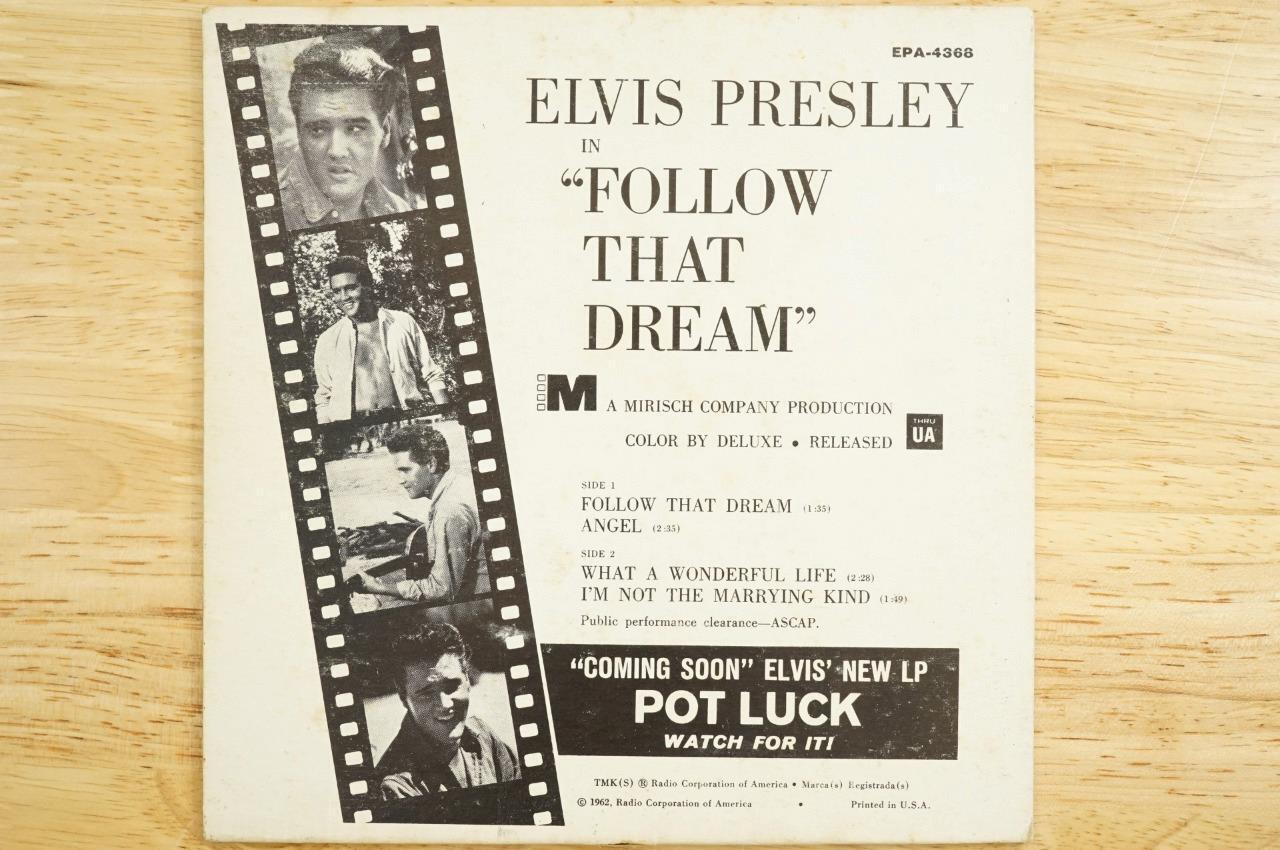 EPA-4368
ELVIS PRESLEY
IN
“FOLLOW
THAT
DREAM”
M A MIRISCH COMPANY PRODUCTION
COLOR BY DELUXE • RELEASED
THRU
UA
SIDE 1
FOLLOW THAT DREAM (1:35)
ANGEL (2:35)
SIDE 2
WHAT A WONDERFUL LIFE (2:28)
I’M NOT THE MARRYING KIND (1:49)
Public performance clearance—ASCAP.
“COMING SOON” ELVIS’ NEW LP
POT LUCK
WATCH FOR IT!
TMK(S) ® Radio Corporation of America • Marca(s) Registrada(s)
© 1962, Radio Corporation of America • Printed in U.S.A.